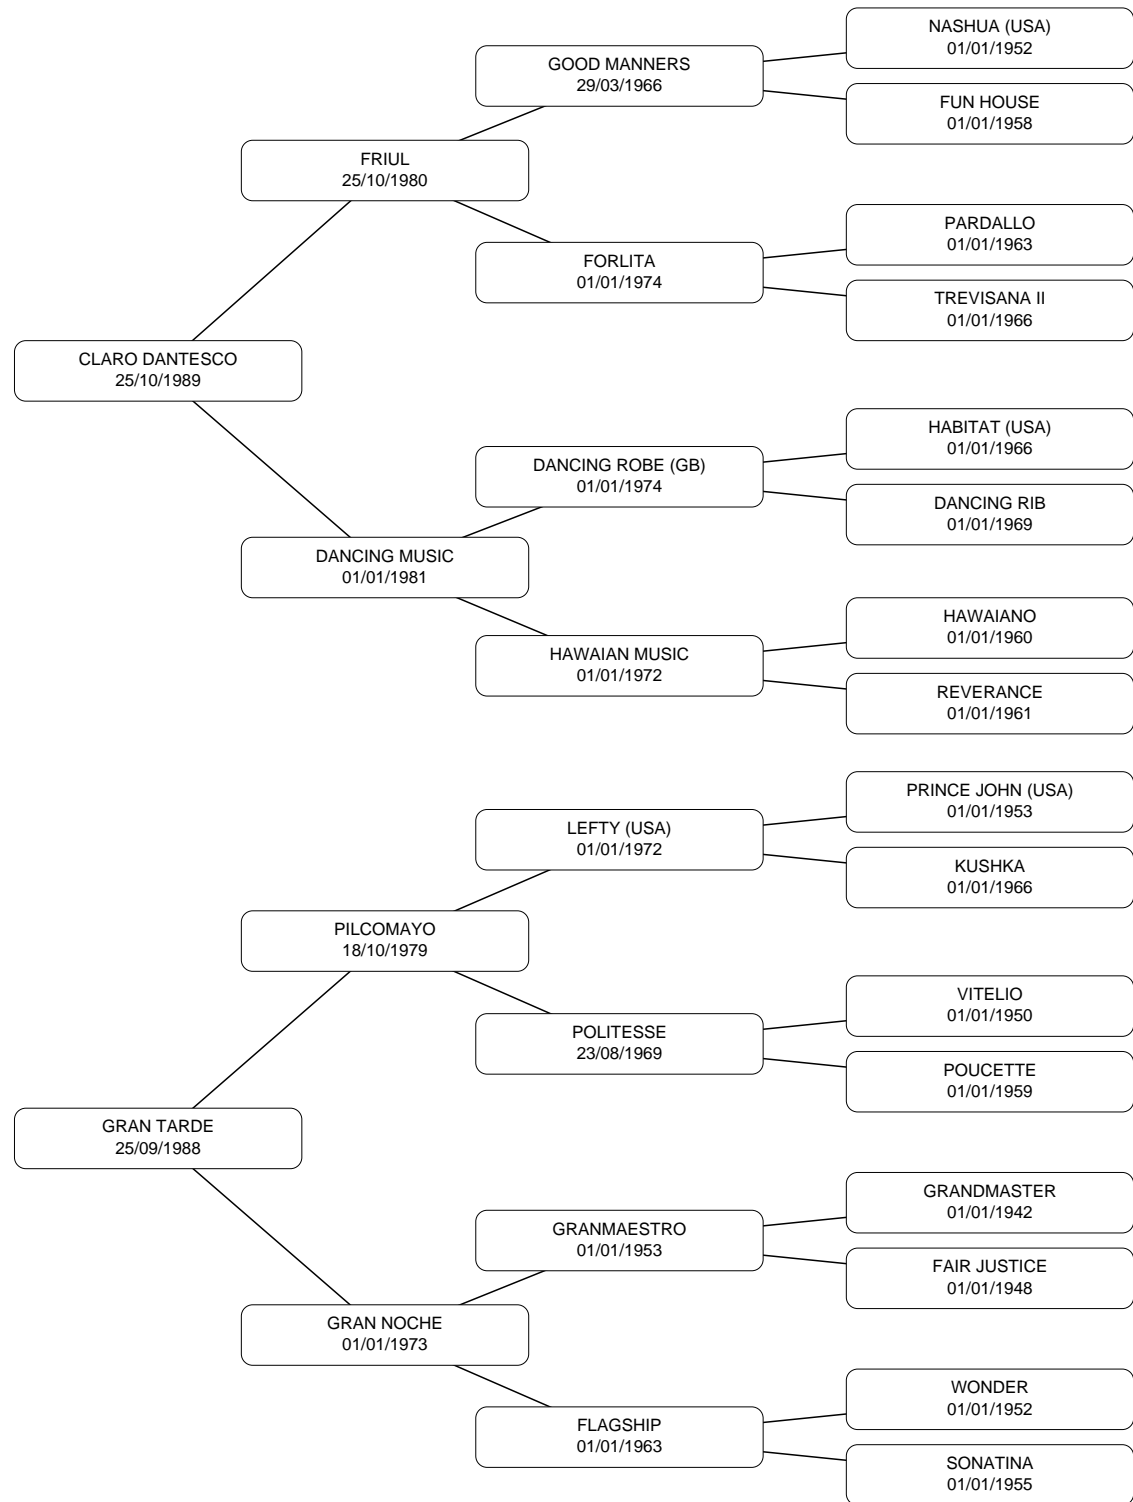 NASHUA (USA)
01/01/1952
GOOD MANNERS
29/03/1966
FUN HOUSE
01/01/1958
FRIUL
25/10/1980
PARDALLO
01/01/1963
FORLITA
01/01/1974
TREVISANA II
01/01/1966
CLARO DANTESCO
25/10/1989
HABITAT (USA)
01/01/1966
DANCING ROBE (GB)
01/01/1974
DANCING RIB
01/01/1969
DANCING MUSIC
01/01/1981
HAWAIANO
01/01/1960
HAWAIAN MUSIC
01/01/1972
REVERANCE
01/01/1961
PRINCE JOHN (USA)
01/01/1953
LEFTY (USA)
01/01/1972
KUSHKA
01/01/1966
PILCOMAYO
18/10/1979
VITELIO
01/01/1950
POLITESSE
23/08/1969
POUCETTE
01/01/1959
GRAN TARDE
25/09/1988
GRANDMASTER
01/01/1942
GRANMAESTRO
01/01/1953
FAIR JUSTICE
01/01/1948
GRAN NOCHE
01/01/1973
WONDER
01/01/1952
FLAGSHIP
01/01/1963
SONATINA
01/01/1955